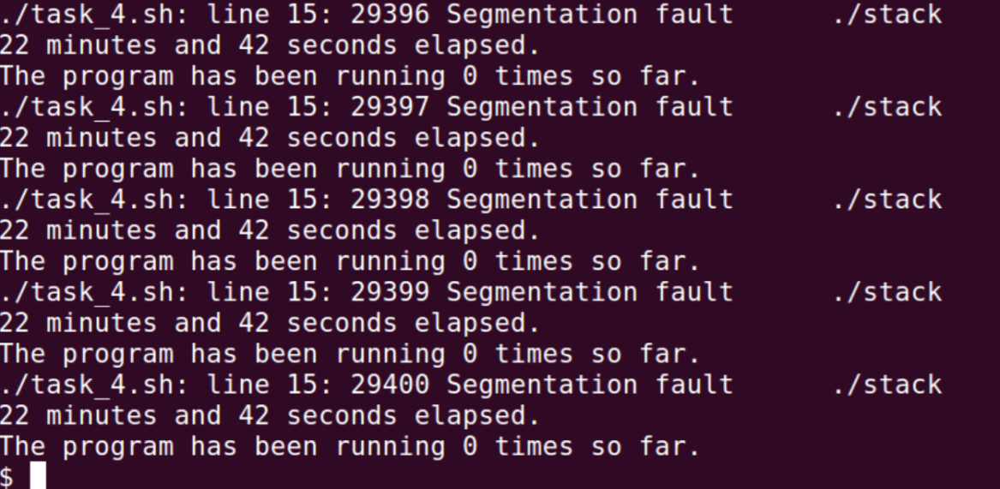 ./task_4.sh: line 15: 29396 Segmentation fault      ./stack
22 minutes and 42 seconds elapsed.
The program has been running 0 times so far.
./task_4.sh: line 15: 29397 Segmentation fault      ./stack
22 minutes and 42 seconds elapsed.
The program has been running 0 times so far.
./task_4.sh: line 15: 29398 Segmentation fault      ./stack
22 minutes and 42 seconds elapsed.
The program has been running 0 times so far.
./task_4.sh: line 15: 29399 Segmentation fault      ./stack
22 minutes and 42 seconds elapsed.
The program has been running 0 times so far.
./task_4.sh: line 15: 29400 Segmentation fault      ./stack
22 minutes and 42 seconds elapsed.
The program has been running 0 times so far.
$